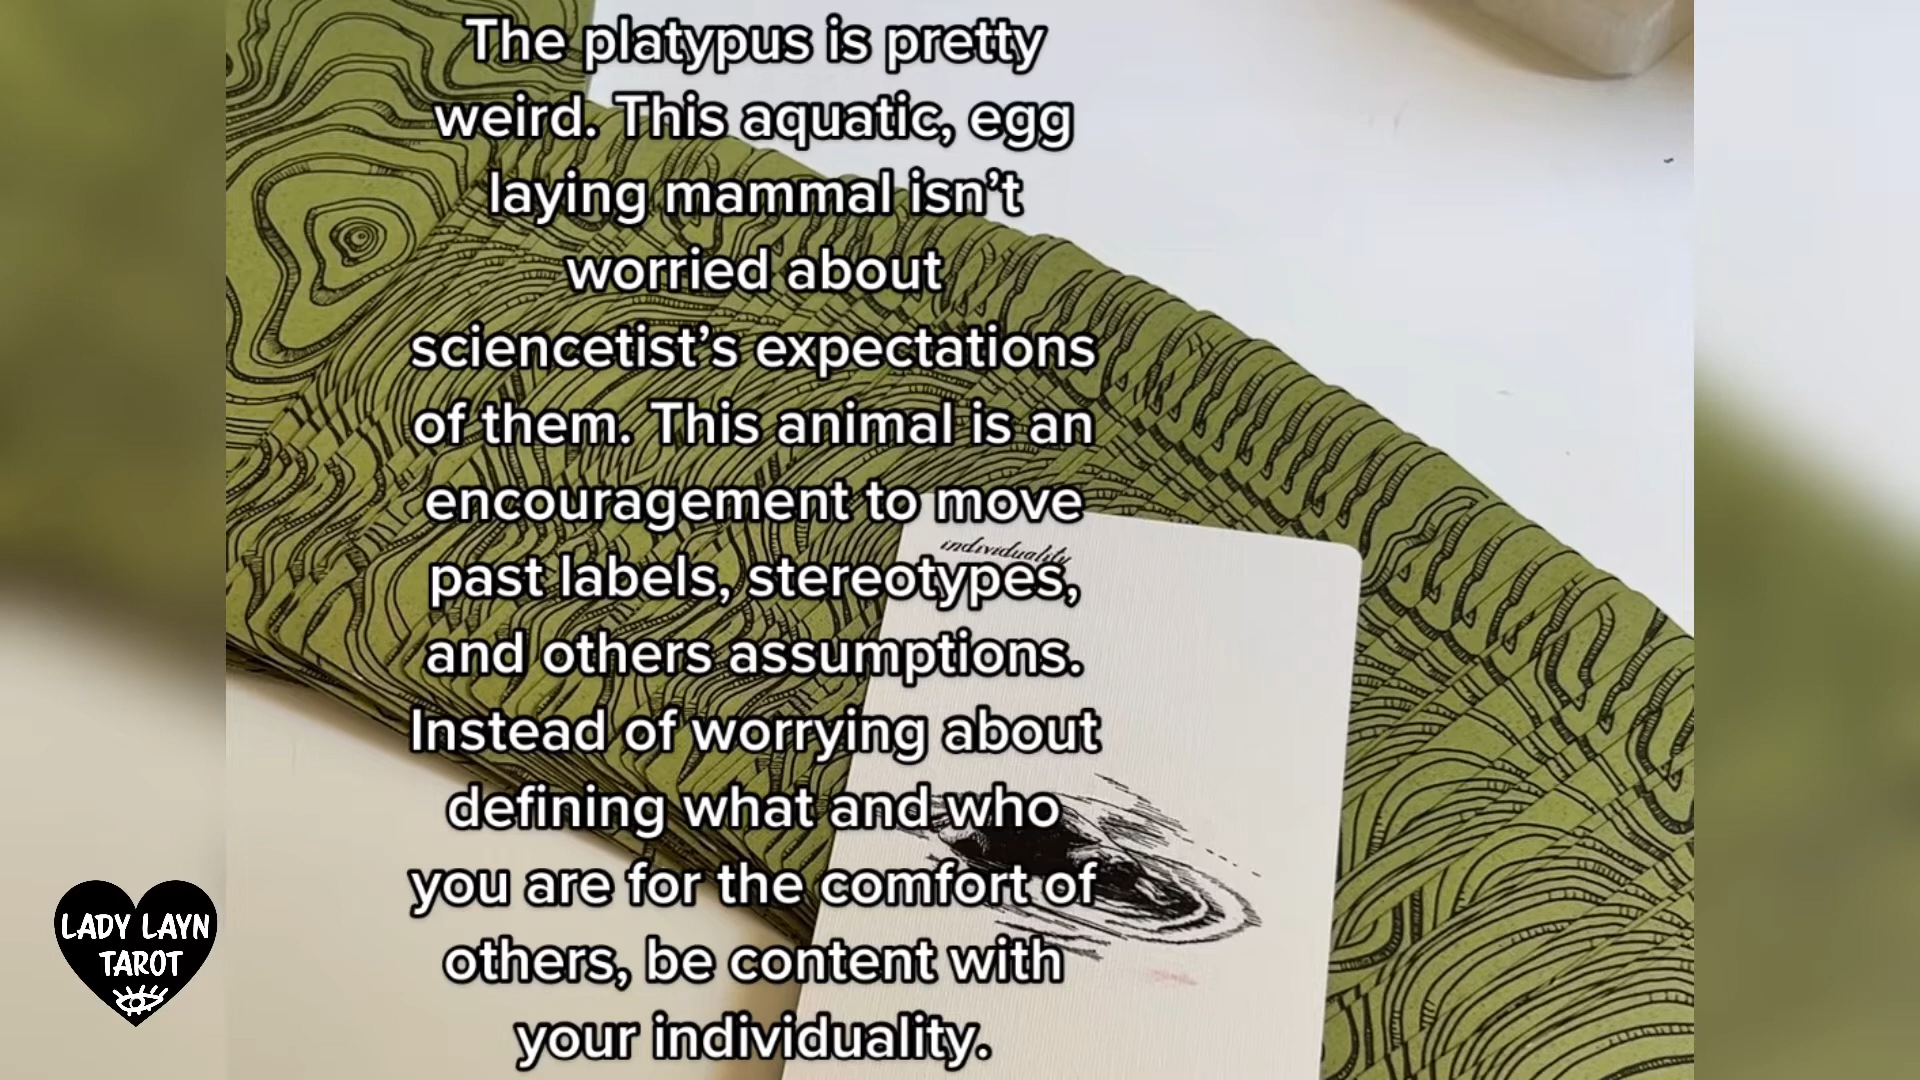 The platypus is pretty
weird. This aquatic, egg
laying mammal isn't
worried about
sciencetist's expectations
of them. This animal is an
encouragement to move
individuality
past labels, stereotypes,
and others assumptions.
Instead of worrying about
defining what and who
you are for the comfort of
others, be content with
your individuality.
LADY LAYN
TAROT